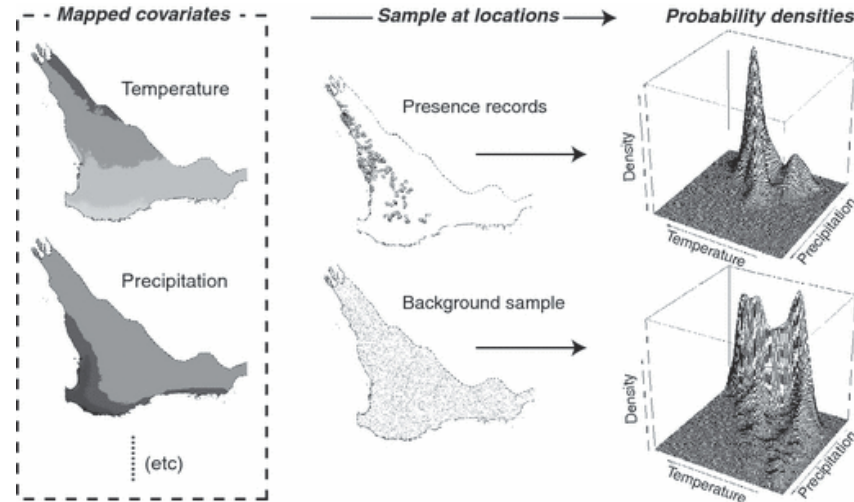 Mapped covariates
Sample at locations
Probability densities
Temperature
Presence records
Density
Temperature
Precipitation
Precipitation
Background sample
Density
Temperature
Precipitation
(etc)